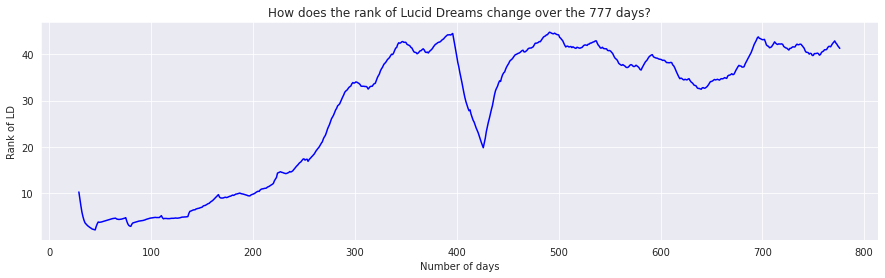 How does the rank of Lucid Dreams change over the 777 days?
Rank of LD
40
30
20
10
0 100 200 300 400 500 600 700 800
Number of days